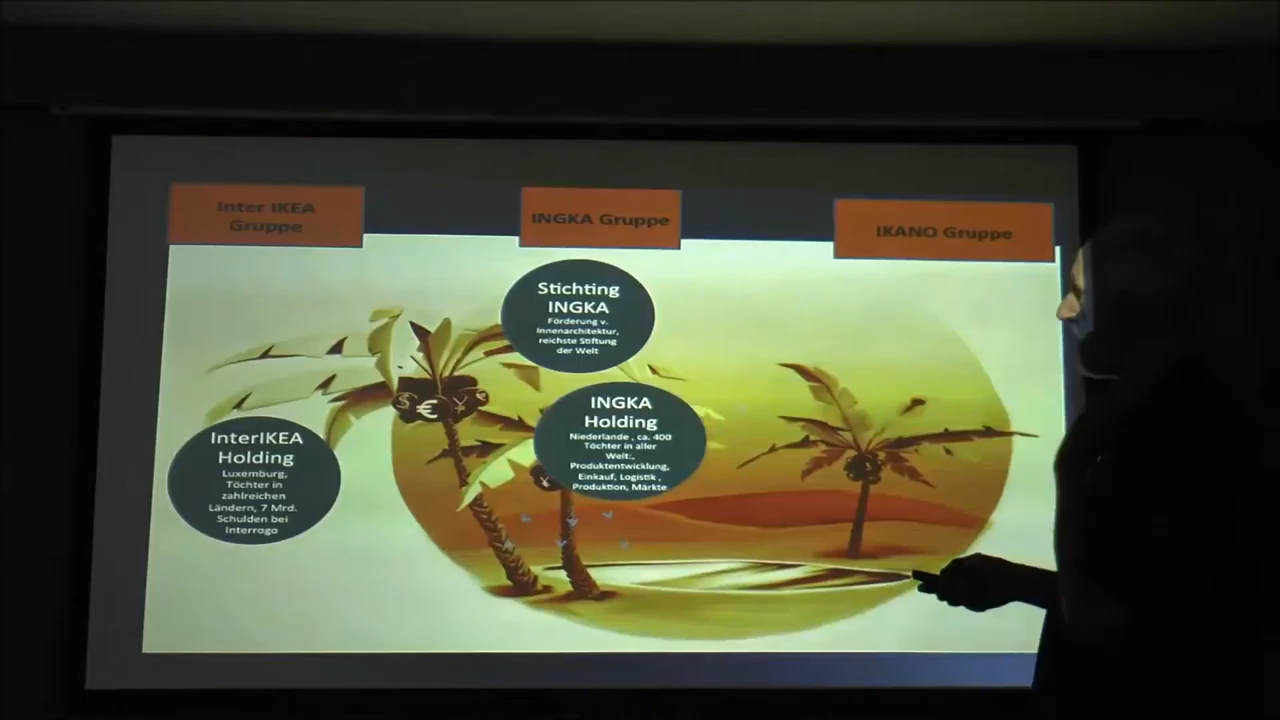 Inter IKEA
Gruppe
INGKA Gruppe
IKANO Gruppe
Stichting
INGKA
Förderung v.
Innenarchitektur,
reichste Stiftung
der Welt
INGKA
Holding
Niederlande , ca. 400
Töchter in aller
Welt:,
Produktentwicklung,
Einkauf, Logistik ,
Produktion, Märkte
InterIKEA
Holding
Luxemburg,
Töchter in
zahlreichen
Ländern, 7 Mrd.
Schulden bei
Interrogo
$ € ¥ €
¥